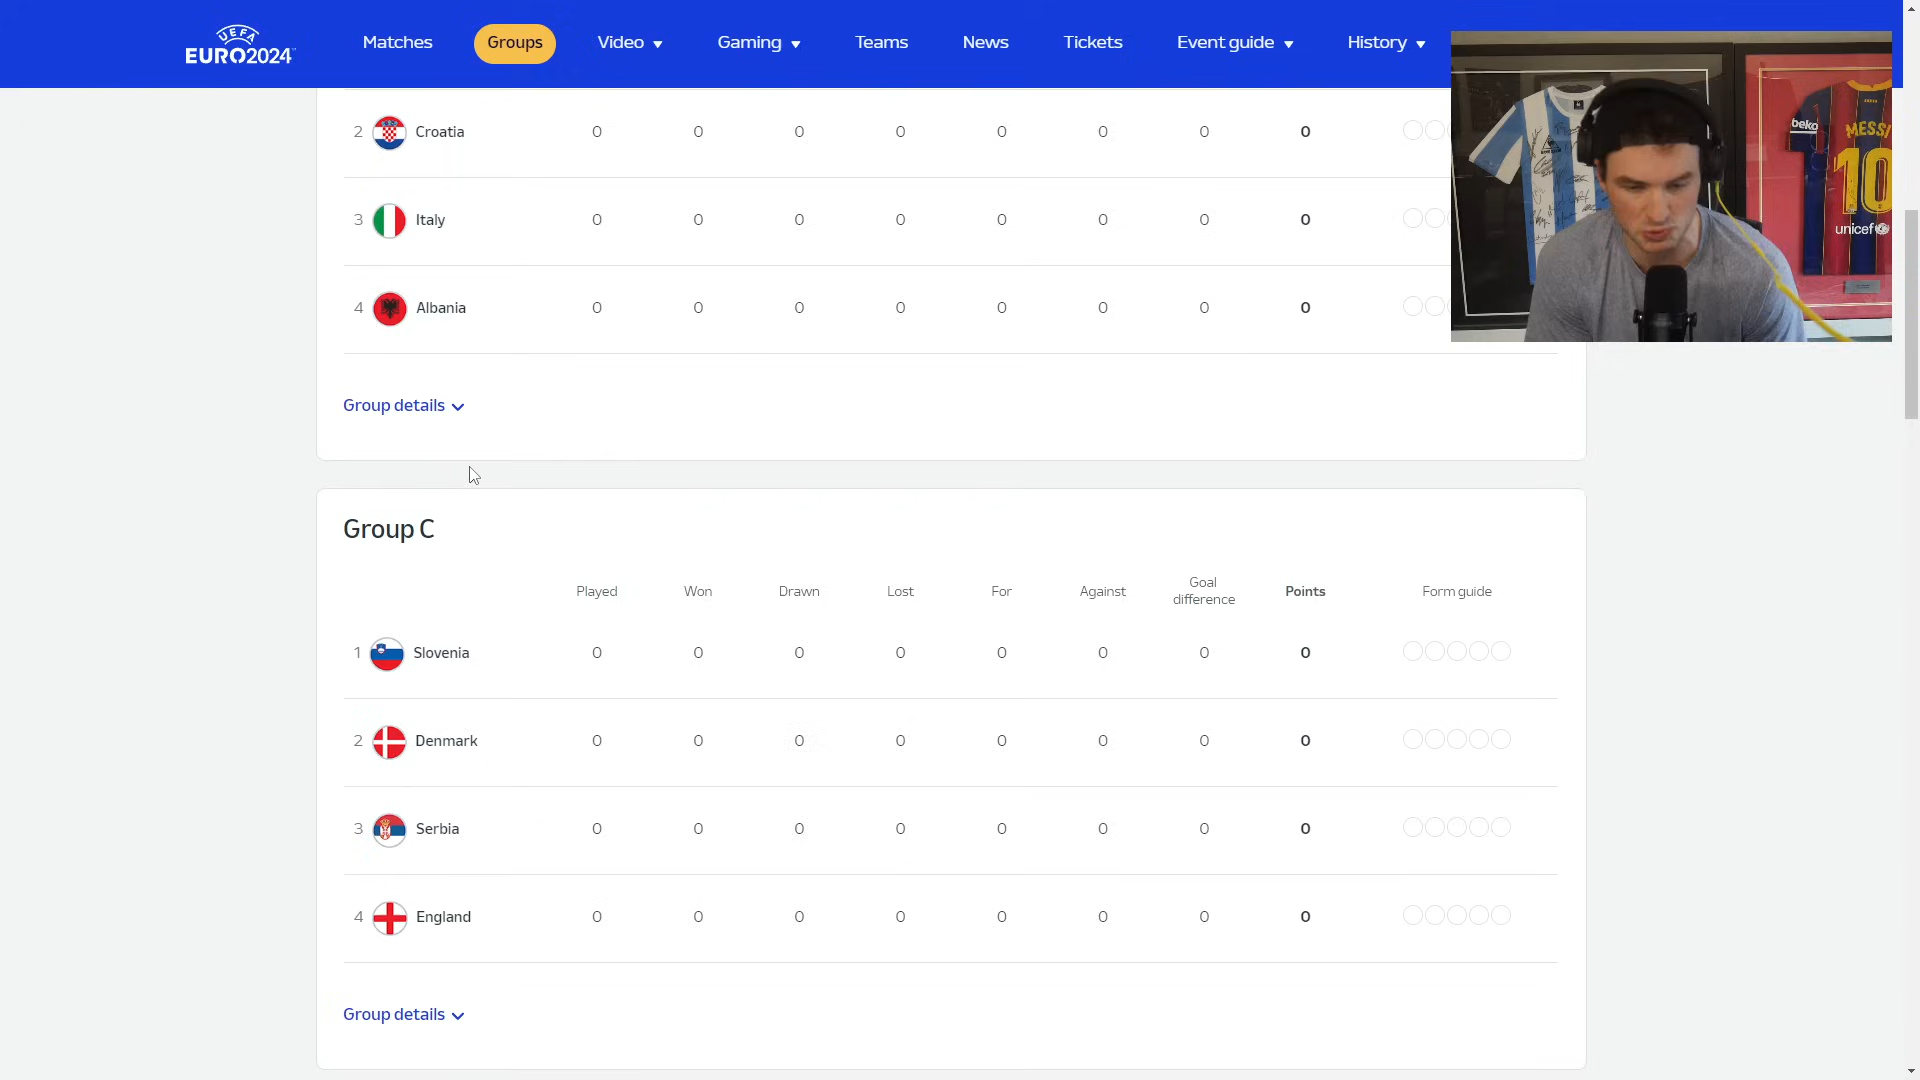 UEFA
EURO2024
Matches Groups Video Gaming Teams News Tickets Event guide History
2 Croatia 0 0 0 0 0 0 0 0
3 Italy 0 0 0 0 0 0 0 0
4 Albania 0 0 0 0 0 0 0 0
Group details
beko
MESSI
10
unicef
Group C
Played Won Drawn Lost For Against Goal difference Points Form guide
1 Slovenia 0 0 0 0 0 0 0 0
2 Denmark 0 0 0 0 0 0 0 0
3 Serbia 0 0 0 0 0 0 0 0
4 England 0 0 0 0 0 0 0 0
Group details